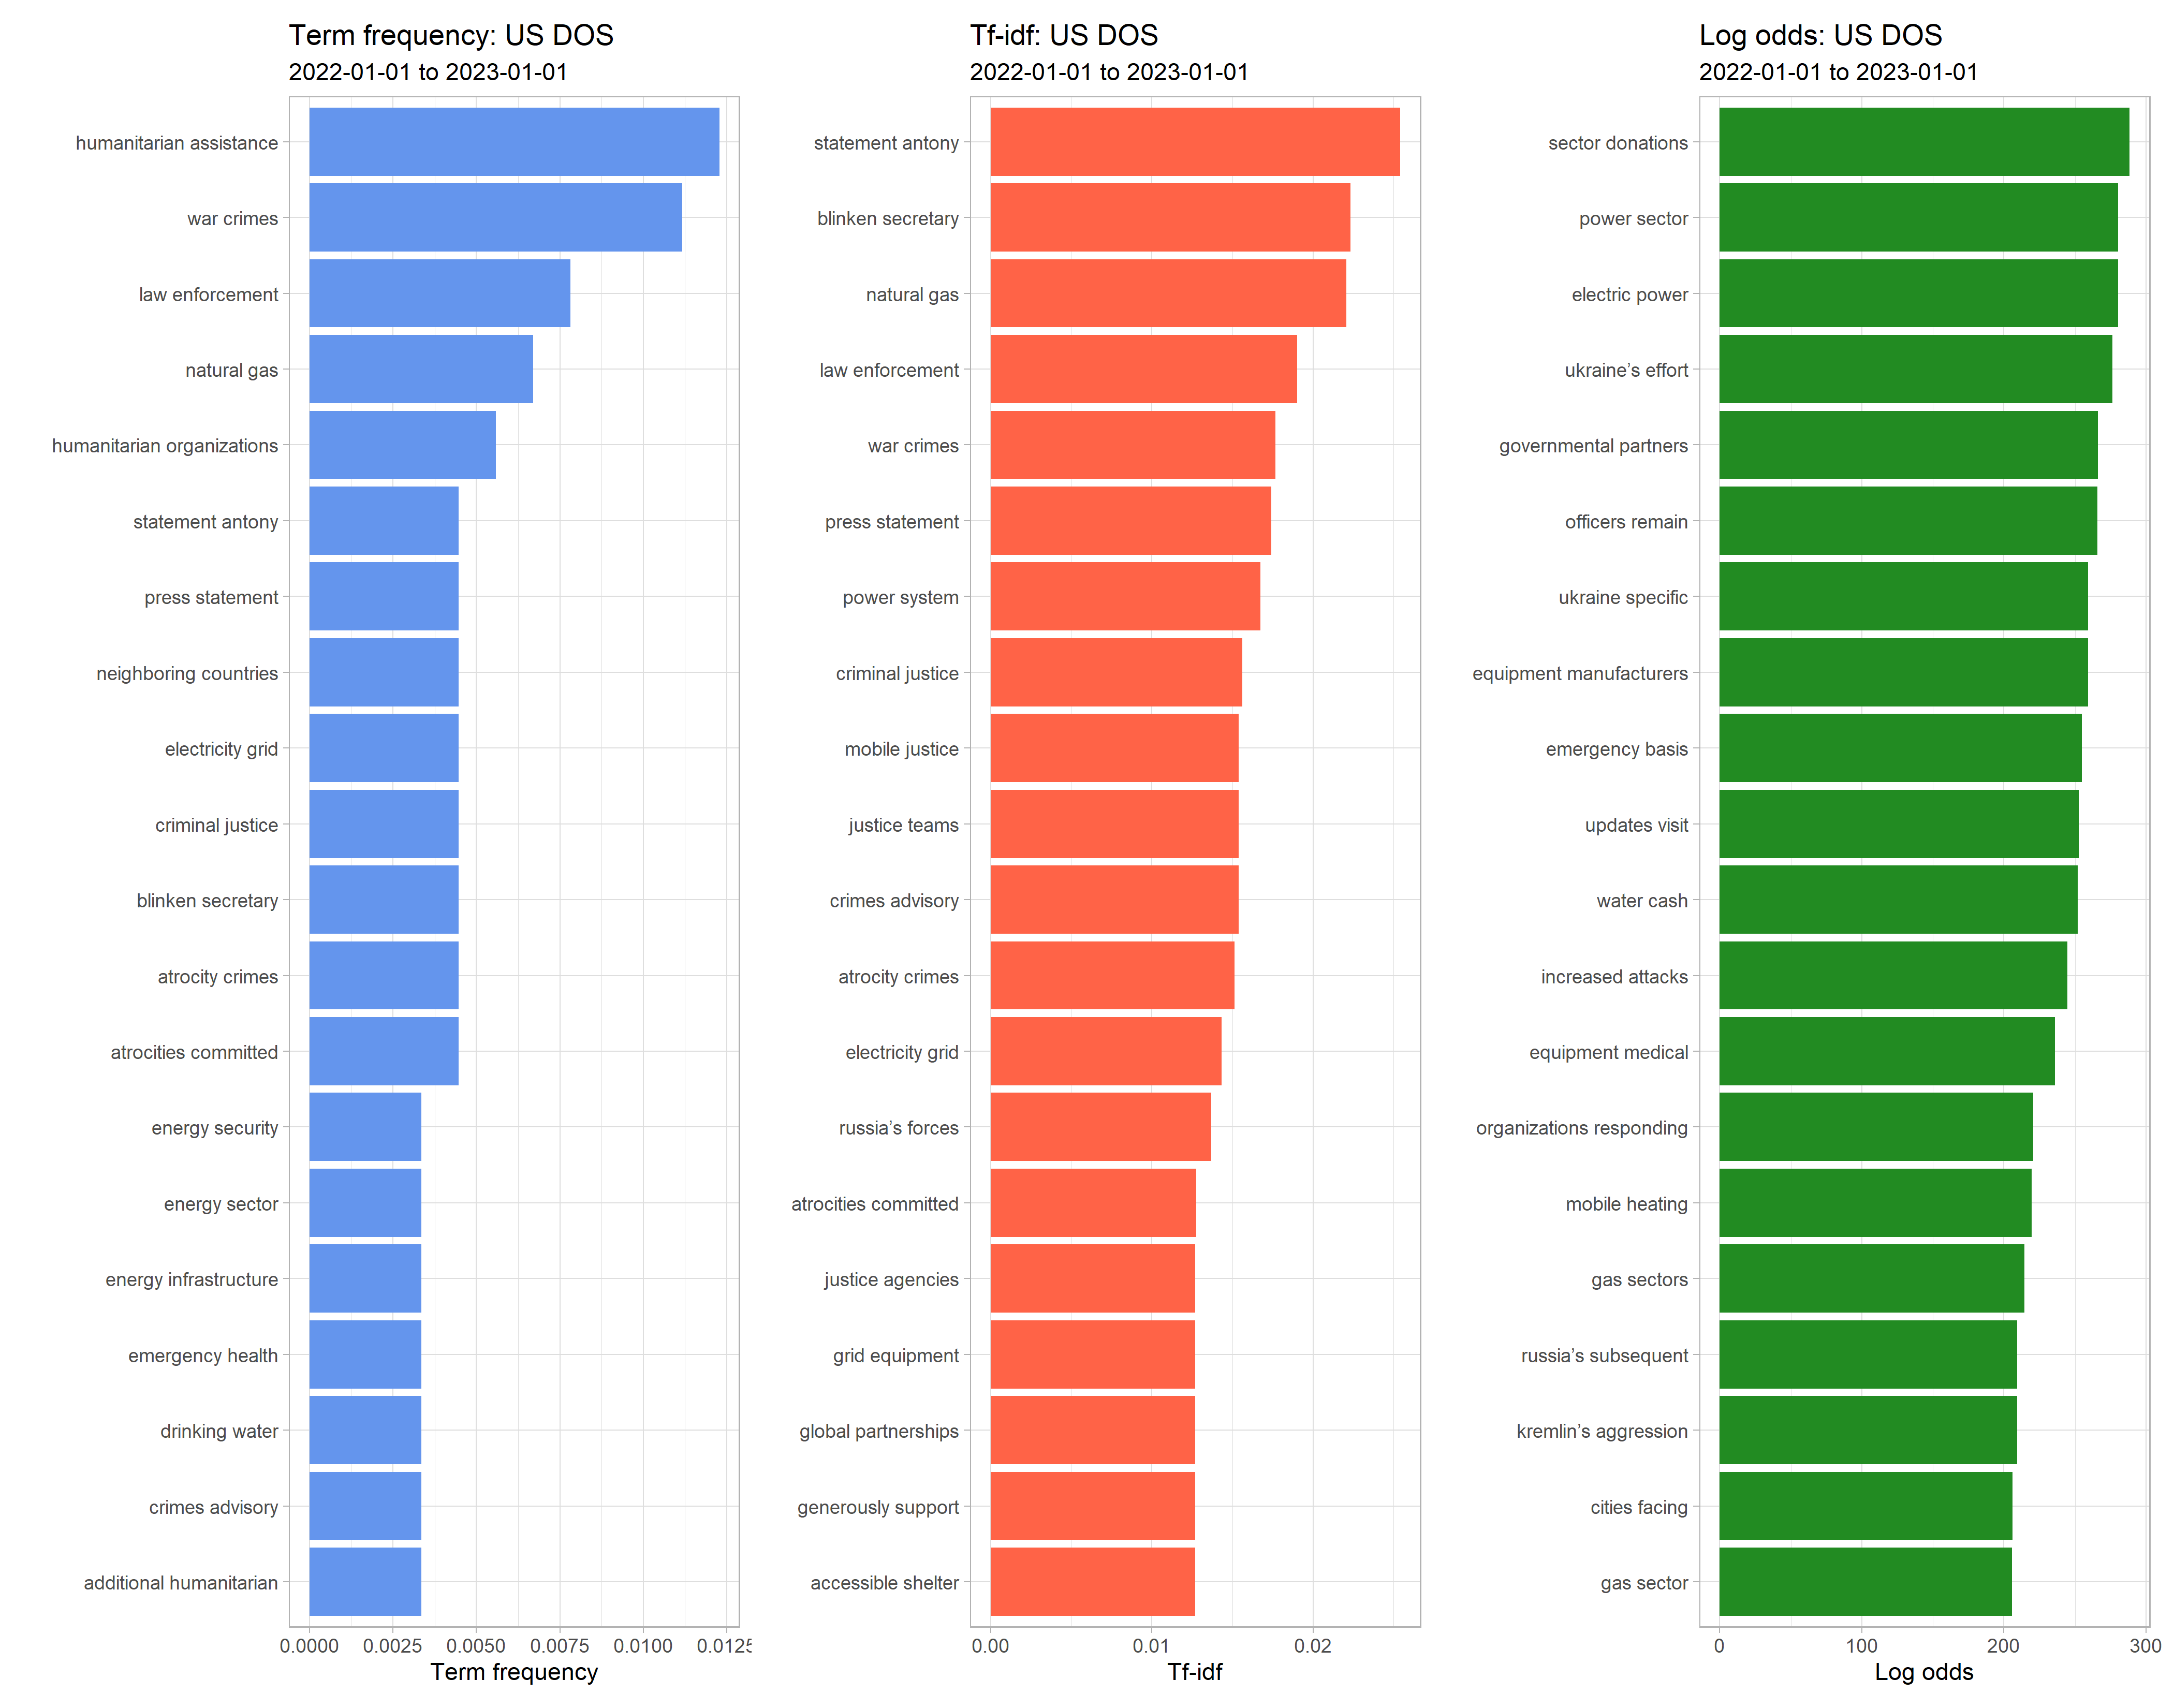 Term frequency: US DOS
2022-01-01 to 2023-01-01
humanitarian assistance
war crimes
law enforcement
natural gas
humanitarian organizations
statement antony
press statement
neighboring countries
electricity grid
criminal justice
blinken secretary
atrocity crimes
atrocities committed
energy security
energy sector
energy infrastructure
emergency health
drinking water
crimes advisory
additional humanitarian
0.0000 0.0025 0.0050 0.0075 0.0100 0.0125
Term frequency
Tf-idf: US DOS
2022-01-01 to 2023-01-01
statement antony
blinken secretary
natural gas
law enforcement
war crimes
press statement
power system
criminal justice
mobile justice
justice teams
crimes advisory
atrocity crimes
electricity grid
russia’s forces
atrocities committed
justice agencies
grid equipment
global partnerships
generously support
accessible shelter
0.00 0.01 0.02
Tf-idf
Log odds: US DOS
2022-01-01 to 2023-01-01
sector donations
power sector
electric power
ukraine’s effort
governmental partners
officers remain
ukraine specific
equipment manufacturers
emergency basis
updates visit
water cash
increased attacks
equipment medical
organizations responding
mobile heating
gas sectors
russia’s subsequent
kremlin’s aggression
cities facing
gas sector
0 100 200 300
Log odds